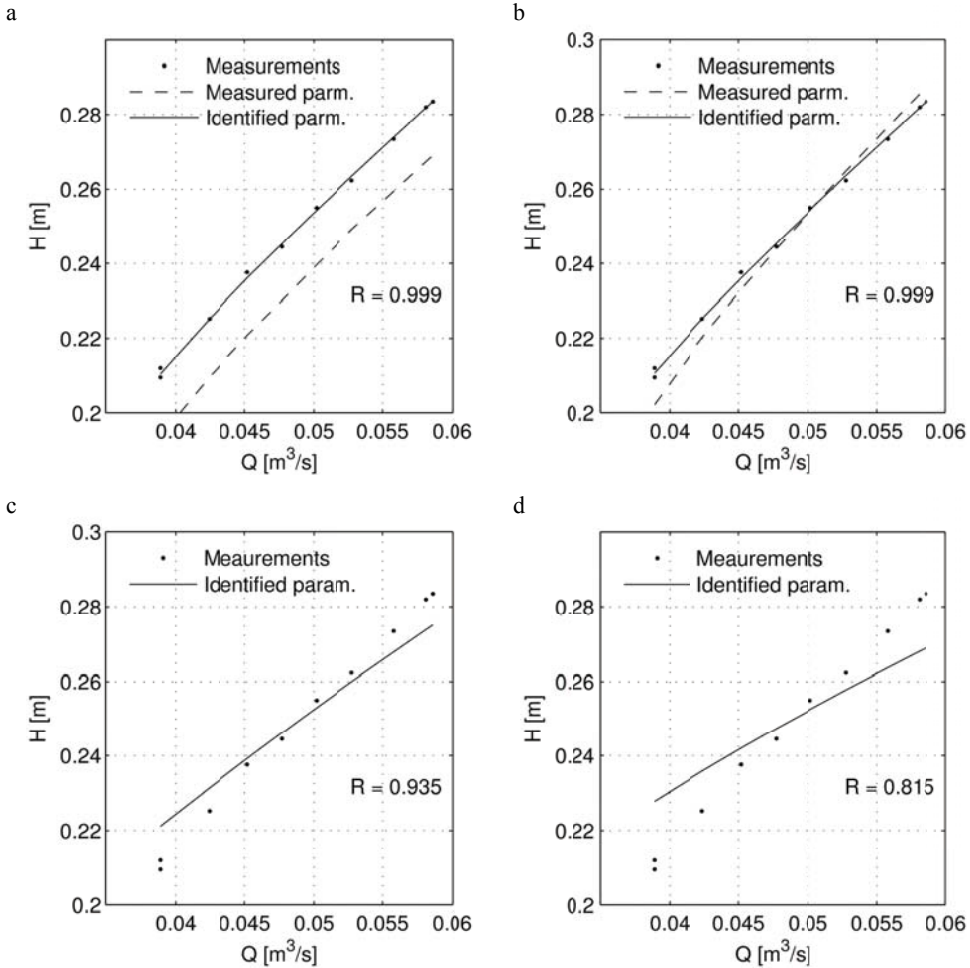 a
Measurements
Measured parm.
Identified parm.
0.28
0.26
0.24
0.22
0.2
H [m]
R = 0.999
0.04 0.045 0.05 0.055 0.06
Q [m³/s]
b
0.3
Measurements
Measured parm.
Identified parm.
0.28
0.26
0.24
0.22
0.2
H [m]
R = 0.999
0.04 0.045 0.05 0.055 0.06
Q [m³/s]
c
0.3
Meaurements
Identified param.
0.28
0.26
0.24
0.22
0.2
H [m]
R = 0.935
0.04 0.045 0.05 0.055 0.06
Q [m³/s]
d
Meaurements
Identified param.
0.28
0.26
0.24
0.22
0.2
H [m]
R = 0.815
0.04 0.045 0.05 0.055 0.06
Q [m³/s]